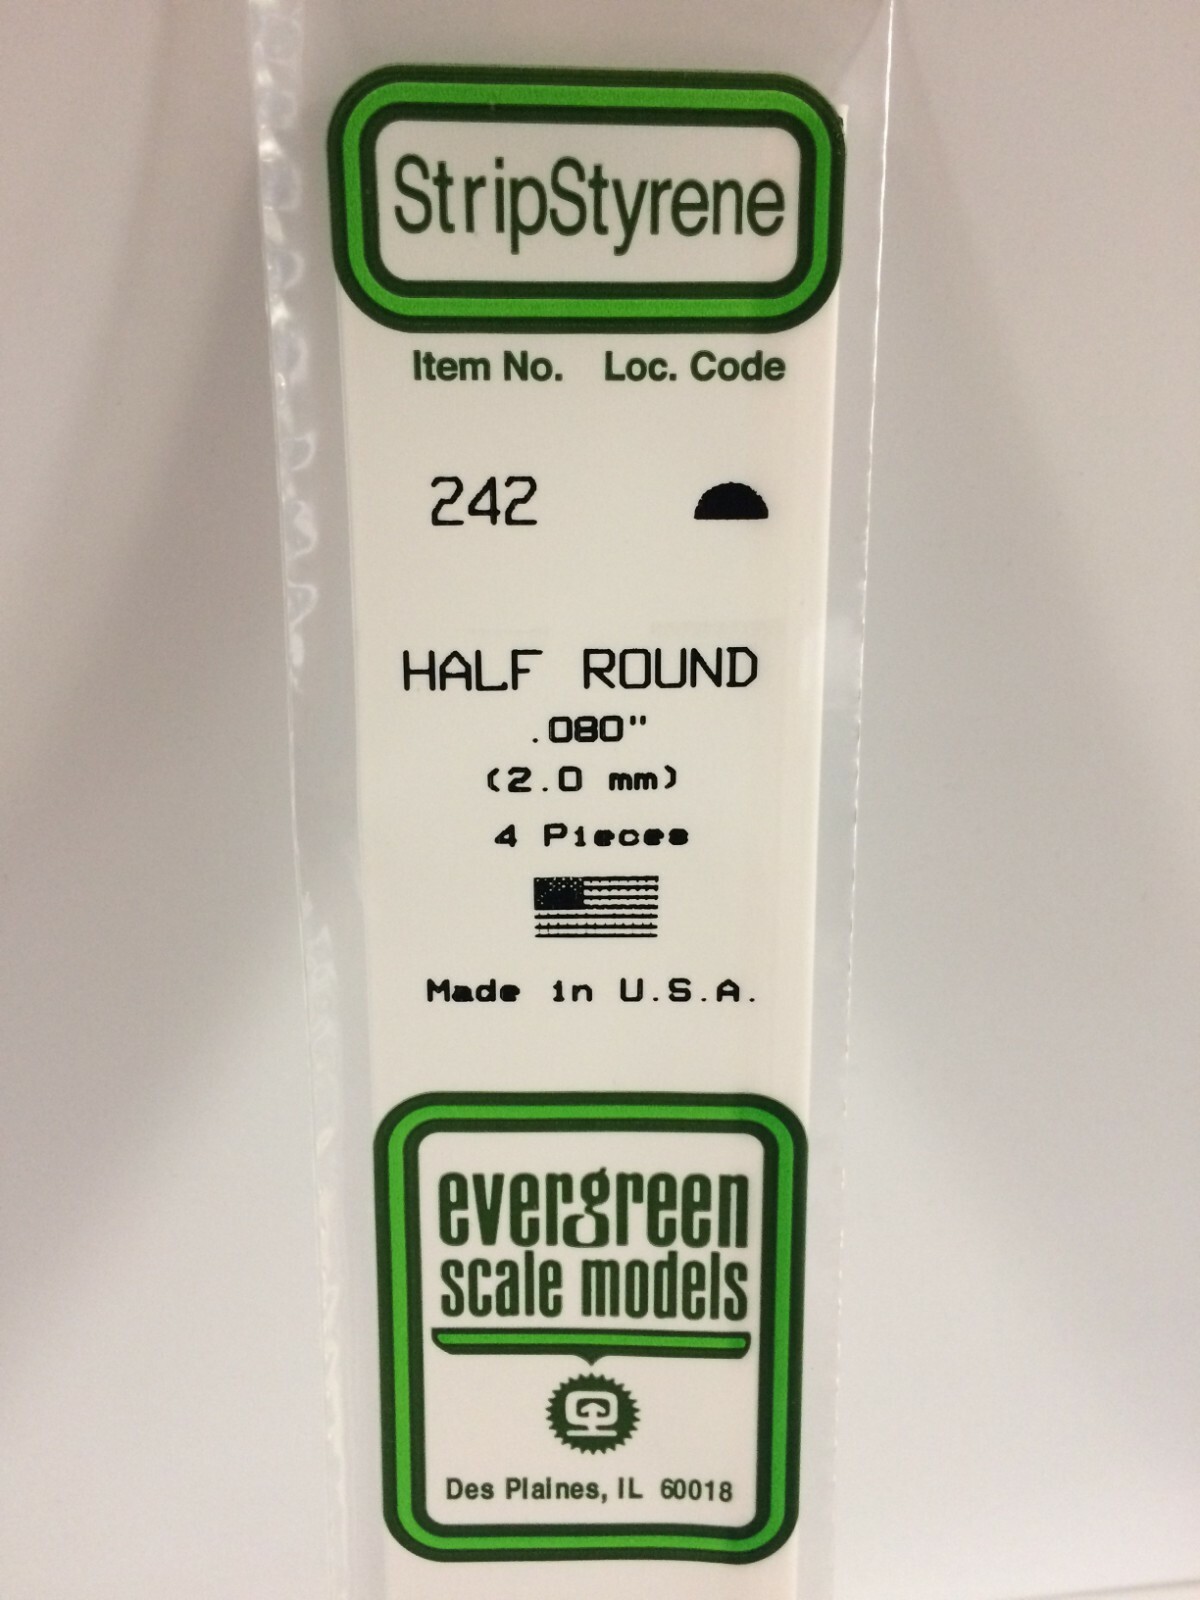 StripStyrene
Item No. Loc. Code
242
HALF ROUND
.080"
(2.0 mm)
4 Pieces
Made in U.S.A.
evergreen
scale models
Des Plaines, IL 60018